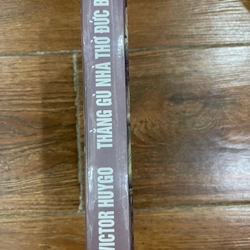 VICTOR HUYGO THẰNG GÙ NHÀ THỜ ĐỨC B